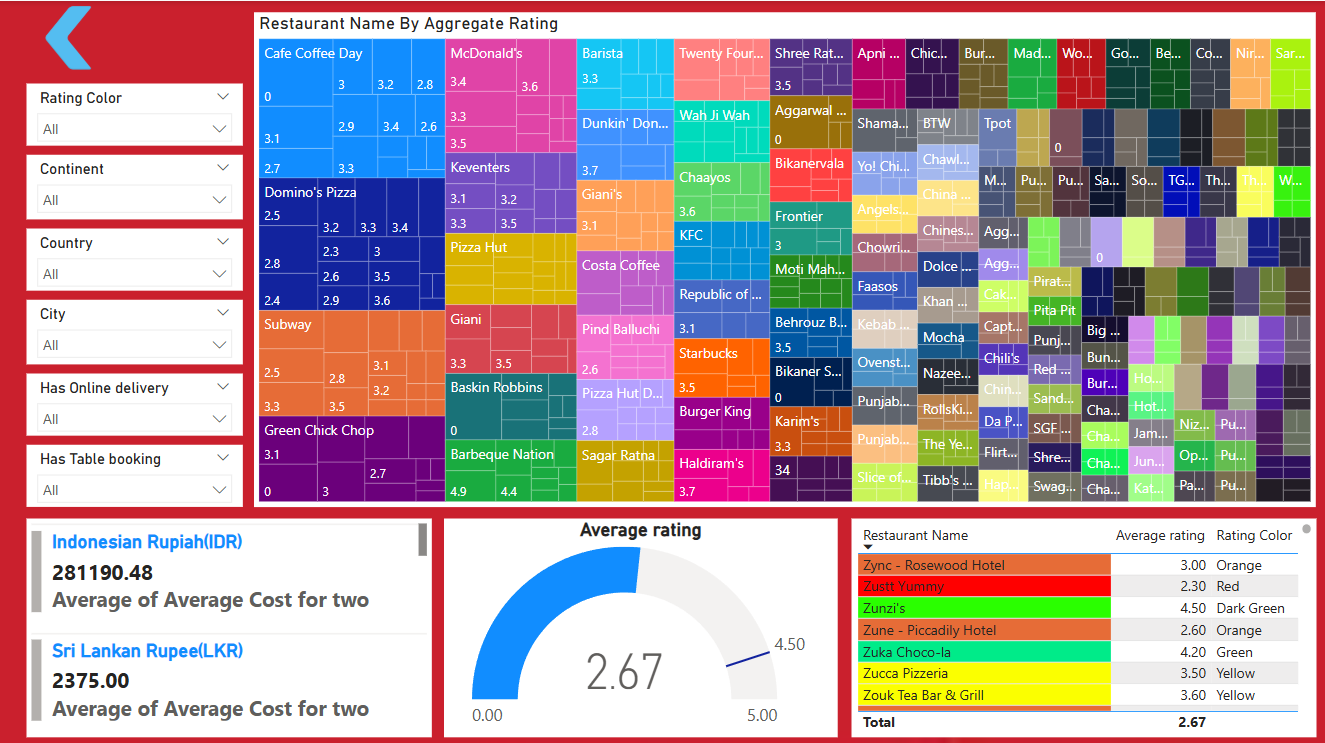 Restaurant Name By Aggregate Rating
Rating Color
All
Continent
All
Country
All
City
All
Has Online delivery
All
Has Table booking
All
Cafe Coffee Day
0
3
3.2
2.8
3.1
2.9
3.4
2.6
2.7
3.3
Domino's Pizza
2.5
3.2
3.3
3.4
2.8
2.3
3
2.6
3.5
2.4
2.9
3.6
Subway
2.5
2.8
3.1
3.2
3.3
3.5
Green Chick Chop
3.1
2.7
0
3
McDonald's
3.4
3.6
3.3
3.5
Keventers
3.1
3.2
3.3
3.5
Pizza Hut
Giani
3.3
3.5
Baskin Robbins
0
Barbeque Nation
4.9
4.4
Barista
3.3
Dunkin' Don...
3.7
Giani's
3.1
Costa Coffee
Pind Balluchi
2.6
Pizza Hut D...
2.8
Sagar Ratna
Twenty Four...
Wah Ji Wah
Chaayos
3.6
KFC
Republic of ...
3.1
Starbucks
3.5
Burger King
Haldiram's
3.7
Shree Rat...
3.5
Aggarwal ...
0
Bikanervala
Frontier
3
Moti Mah...
Behrouz B...
3.5
Bikaner S...
0
Karim's
3.3
34
Apni ...
Chic...
Bur...
Mad...
Wo...
Go...
Be...
Co...
Nir...
Sar...
Shama...
Yo! Chi...
Angels...
Chowri...
Faasos
Kebab ...
Ovenst...
Punjab...
Punjab...
Slice of...
BTW
Chawl...
China ...
Chines...
Dolce ...
Khan ...
Mocha
Nazee...
RollsKi...
The Ye...
Tibb's ...
Tpot
0
M...
Pu...
Pu...
Sa...
So...
TG...
Th...
Th...
W...
Agg...
Agg...
Cak...
Capt...
Chili's
Chin...
Da P...
Flirt...
Hap...
0
Pirat...
Pita Pit
Punj...
Red ...
Sand...
SGF ...
Shre...
Swag...
Big ...
Bun...
Bur...
Cha...
Cha...
Cha...
Cha...
Ho...
Hot...
Jam...
Jun...
Kat...
Niz...
Op...
Pa...
Pu...
Pu...
Pu...
Indonesian Rupiah(IDR)
281190.48
Average of Average Cost for two
Sri Lankan Rupee(LKR)
2375.00
Average of Average Cost for two
Average rating
4.50
2.67
0.00
5.00
Restaurant Name Average rating Rating Color
Zync - Rosewood Hotel 3.00 Orange
Zustt Yummy 2.30 Red
Zunzi's 4.50 Dark Green
Zune - Piccadily Hotel 2.60 Orange
Zuka Choco-la 4.20 Green
Zucca Pizzeria 3.50 Yellow
Zouk Tea Bar & Grill 3.60 Yellow
Total 2.67